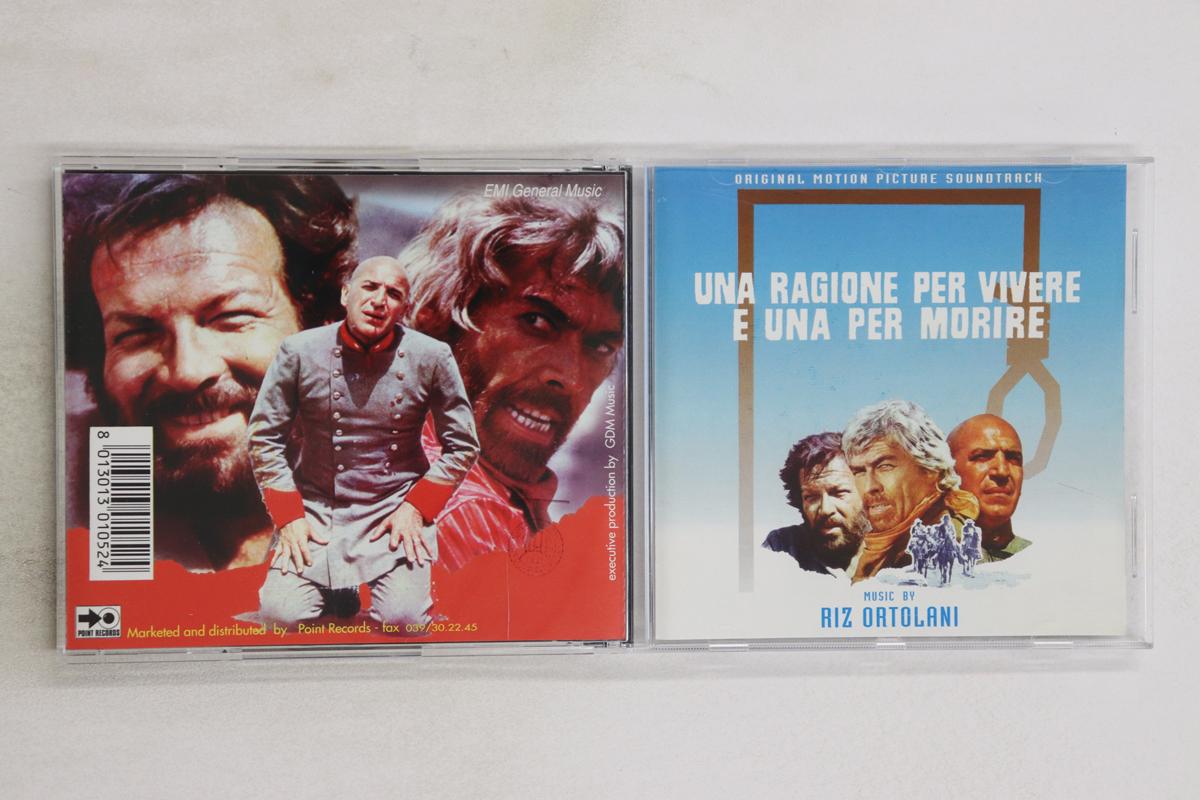 EMI General Music
executive production by GDM Music
8 013013 010524
POINT RECORDS
Marketed and distributed by Point Records - fax 039/30.22.45
ORIGINAL MOTION PICTURE SOUNDTRACK
UNA RAGIONE PER VIVERE
E UNA PER MORIRE
MUSIC BY
RIZ ORTOLANI